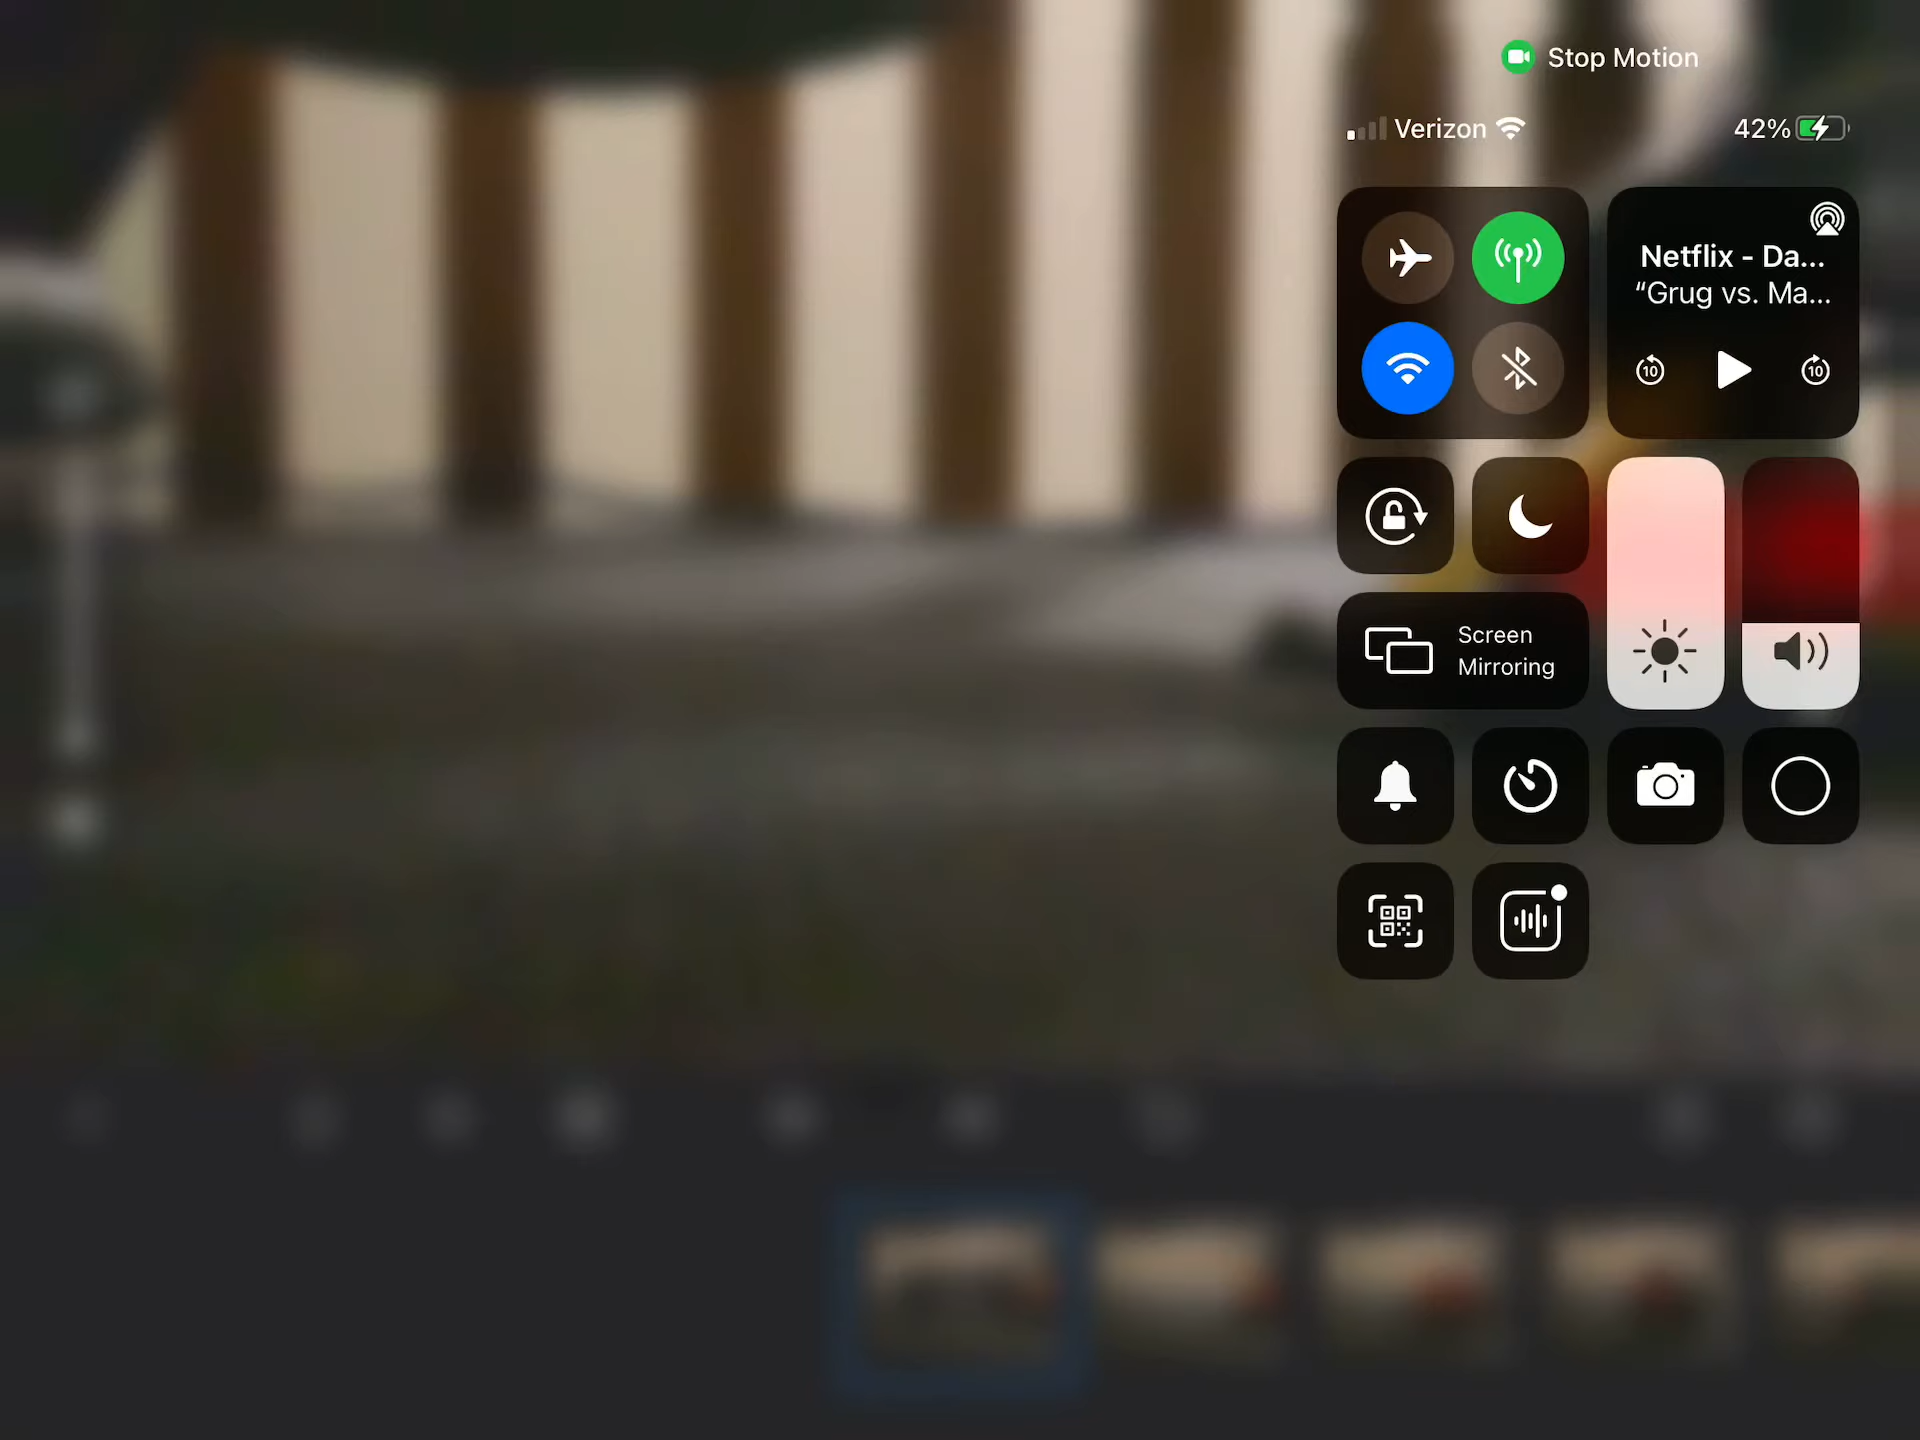 Stop Motion
Verizon
42%
Netflix - Da...
“Grug vs. Ma...
10
10
Screen
Mirroring